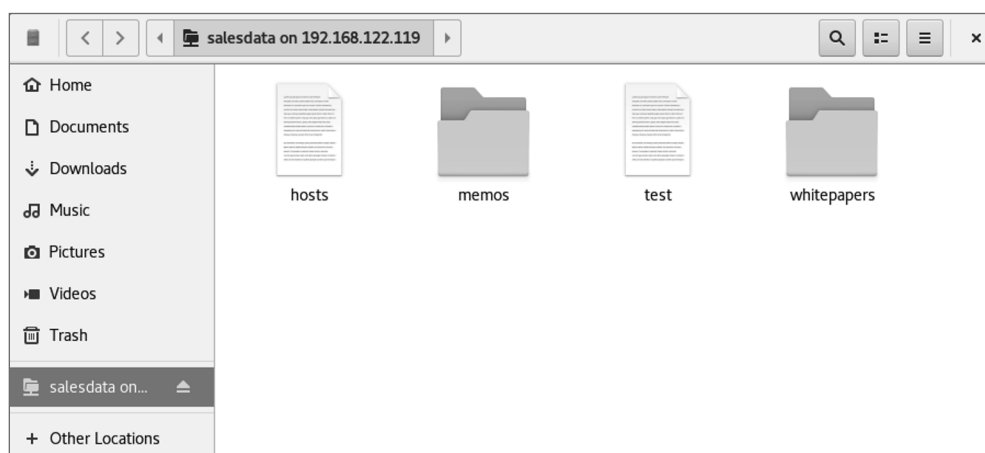 salesdata on 192.168.122.119
Home
Documents
Downloads
Music
Pictures
Videos
Trash
salesdata on...
Other Locations
hosts
memos
test
whitepapers